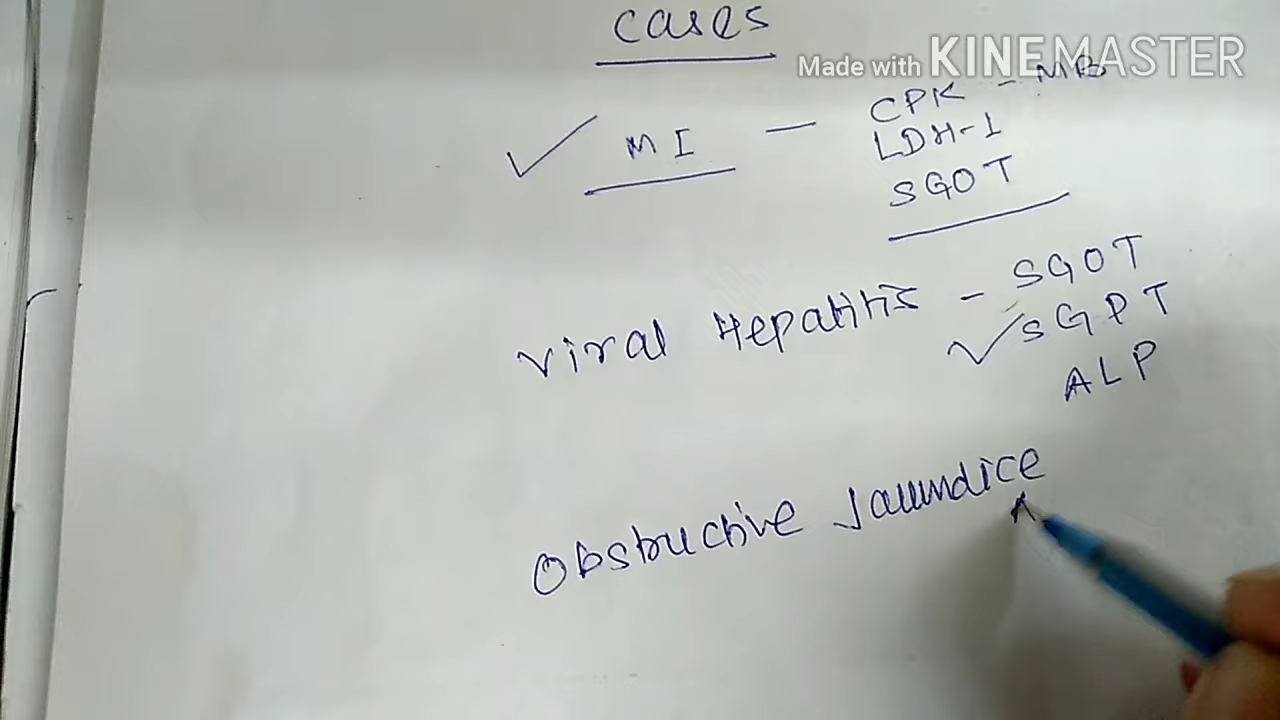 cases
Made with KINEMASTER
✓ MI — CPK - MB
LDH-1
SGOT
Viral Hepatitis - SGOT
✓ SGPT
ALP
Obstructive Jaundice
A